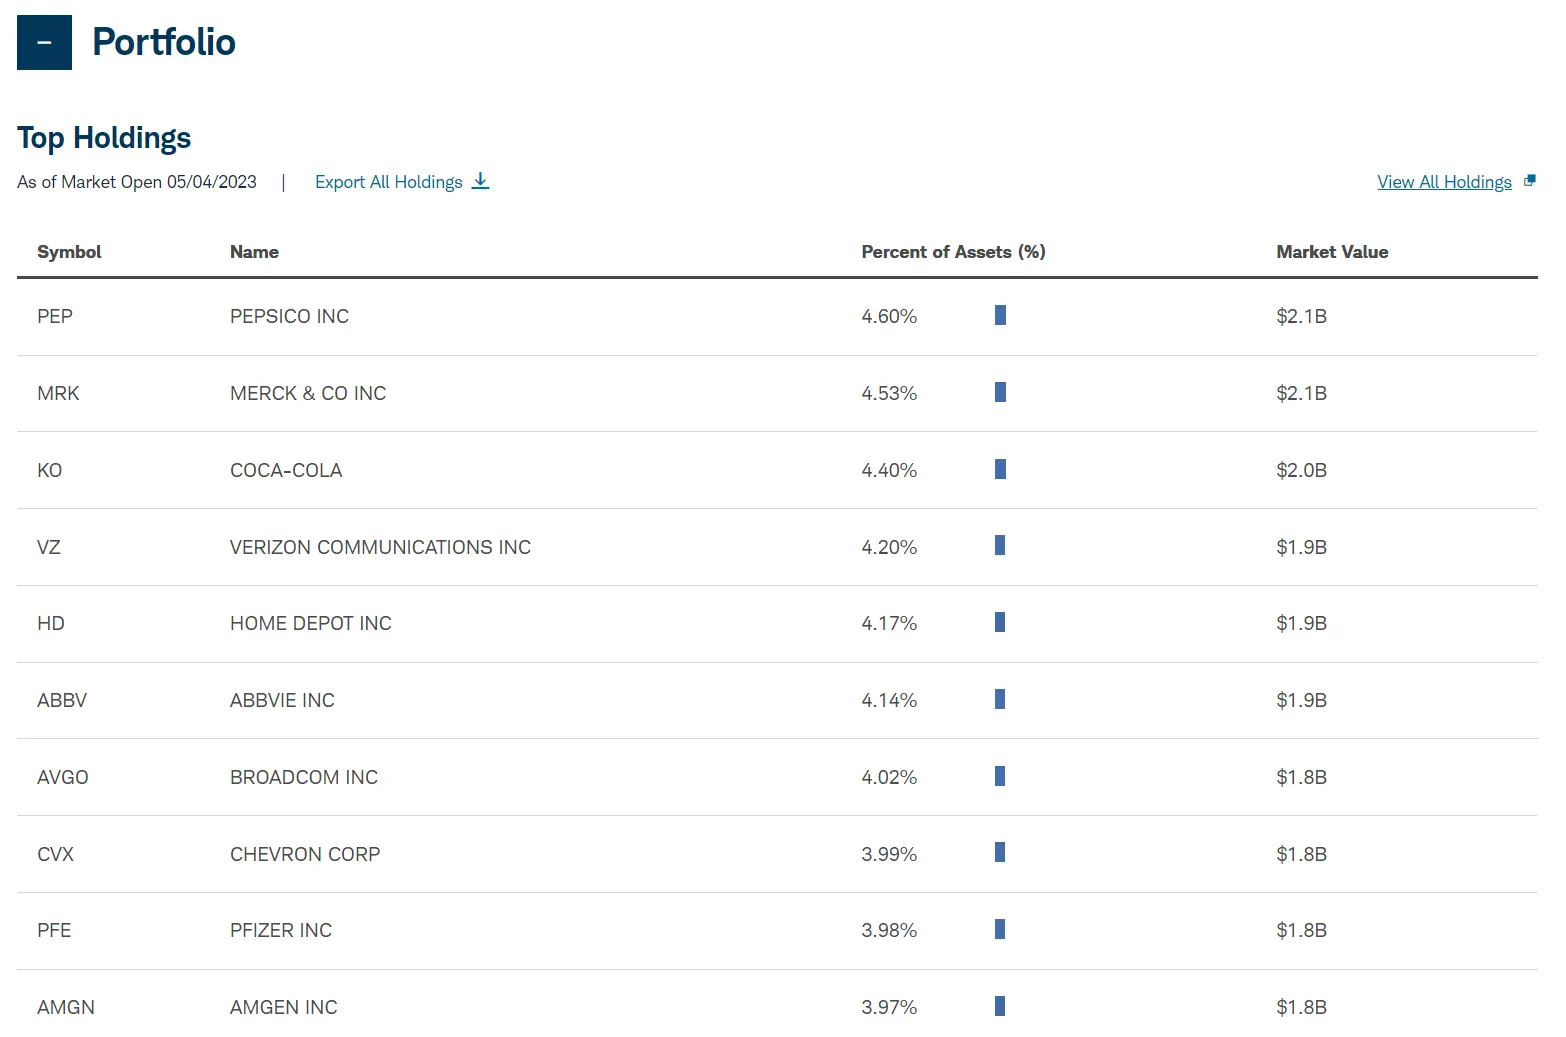 Portfolio
Top Holdings
As of Market Open 05/04/2023 | Export All Holdings View All Holdings
Symbol Name Percent of Assets (%) Market Value
PEP PEPSICO INC 4.60% $2.1B
MRK MERCK & CO INC 4.53% $2.1B
KO COCA-COLA 4.40% $2.0B
VZ VERIZON COMMUNICATIONS INC 4.20% $1.9B
HD HOME DEPOT INC 4.17% $1.9B
ABBV ABBVIE INC 4.14% $1.9B
AVGO BROADCOM INC 4.02% $1.8B
CVX CHEVRON CORP 3.99% $1.8B
PFE PFIZER INC 3.98% $1.8B
AMGN AMGEN INC 3.97% $1.8B